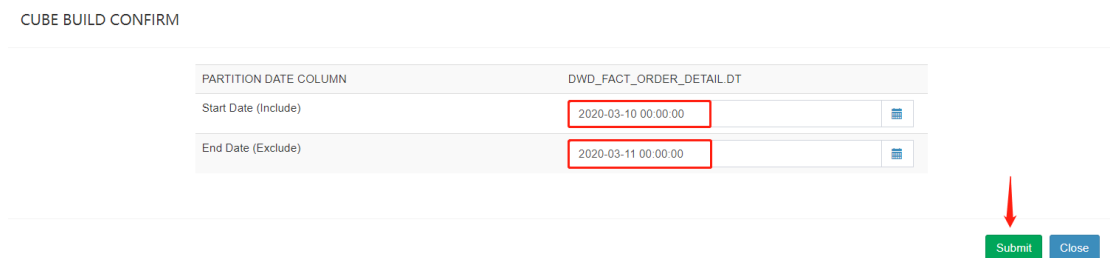 CUBE BUILD CONFIRM
PARTITION DATE COLUMN DWD_FACT_ORDER_DETAIL.DT
Start Date (Include) 2020-03-10 00:00:00
End Date (Exclude) 2020-03-11 00:00:00
Submit Close